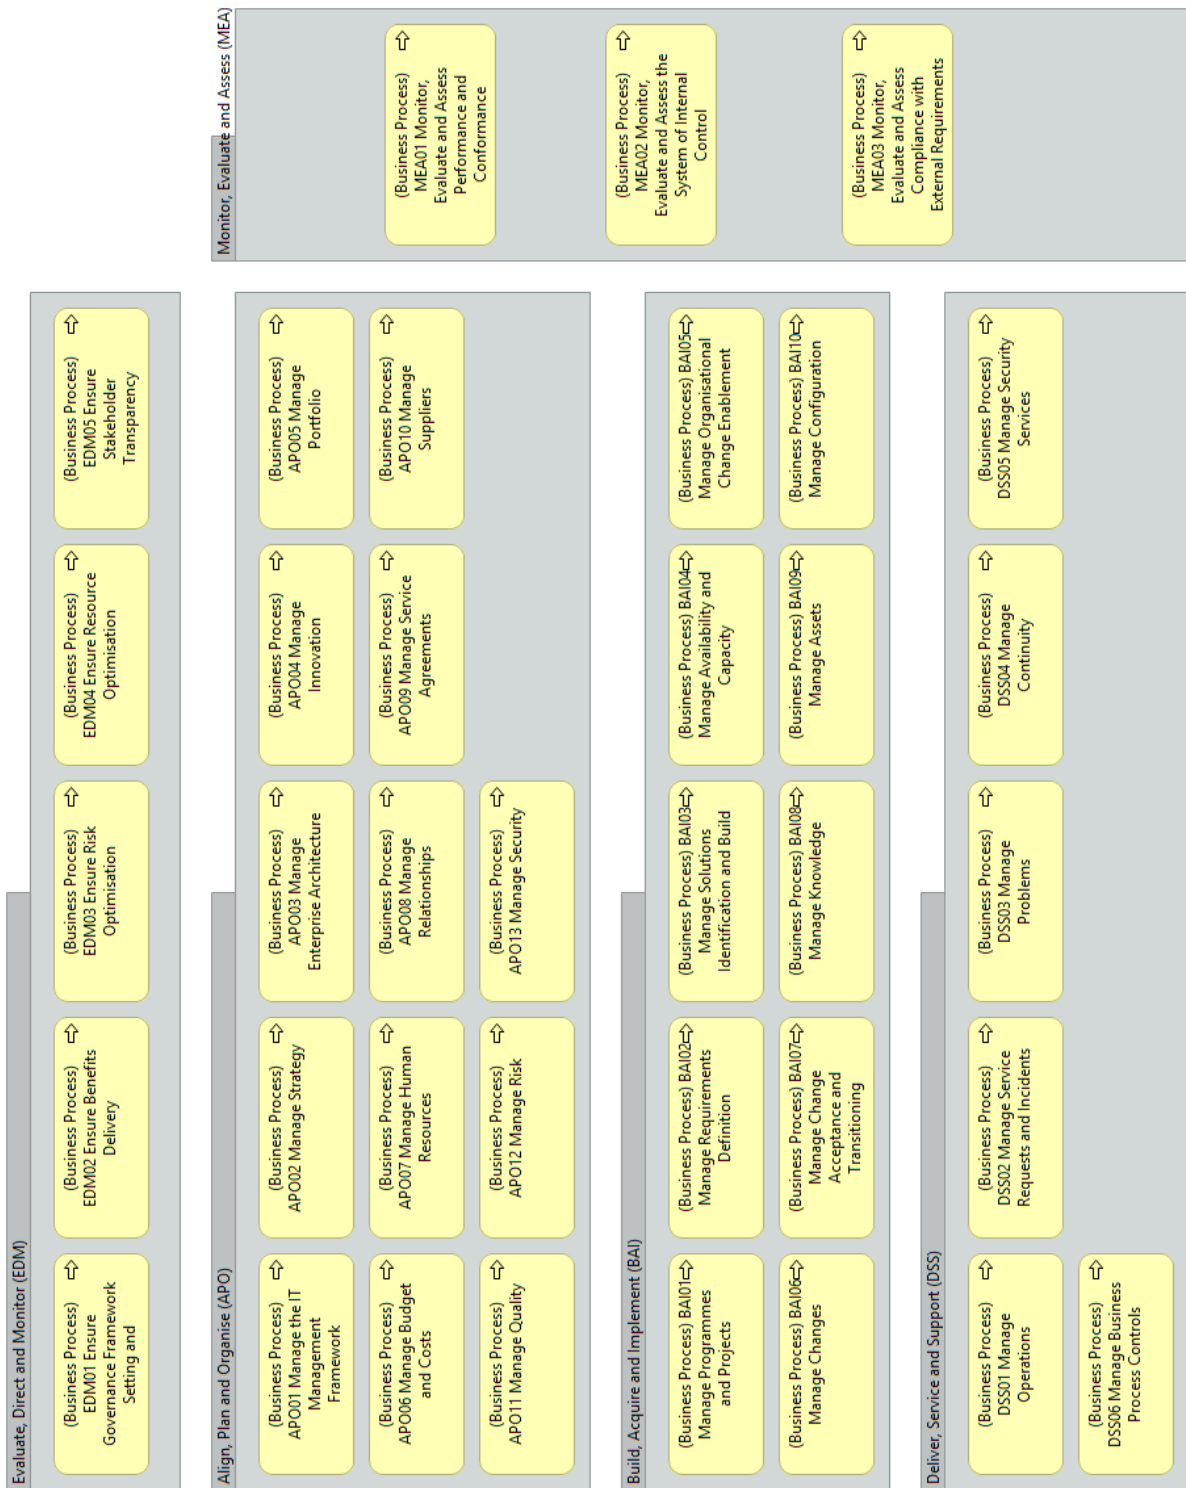 Evaluate, Direct and Monitor (EDM)
(Business Process)
EDM01 Ensure
Governance Framework
Setting and
(Business Process)
EDM02 Ensure Benefits
Delivery
(Business Process)
EDM03 Ensure Risk
Optimisation
(Business Process)
EDM04 Ensure Resource
Optimisation
(Business Process)
EDM05 Ensure
Stakeholder
Transparency
Align, Plan and Organise (APO)
(Business Process)
APO01 Manage the IT
Management
Framework
(Business Process)
APO02 Manage Strategy
(Business Process)
APO03 Manage
Enterprise Architecture
(Business Process)
APO04 Manage
Innovation
(Business Process)
APO05 Manage
Portfolio
(Business Process)
APO06 Manage Budget
and Costs
(Business Process)
APO07 Manage Human
Resources
(Business Process)
APO08 Manage
Relationships
(Business Process)
APO09 Manage Service
Agreements
(Business Process)
APO10 Manage
Suppliers
(Business Process)
APO11 Manage Quality
(Business Process)
APO12 Manage Risk
(Business Process)
APO13 Manage Security
Build, Acquire and Implement (BAI)
(Business Process) BAI01
Manage Programmes
and Projects
(Business Process) BAI02
Manage Requirements
Definition
(Business Process) BAI03
Manage Solutions
Identification and Build
(Business Process) BAI04
Manage Availability and
Capacity
(Business Process) BAI05
Manage Organisational
Change Enablement
(Business Process) BAI06
Manage Changes
(Business Process) BAI07
Manage Change
Acceptance and
Transitioning
(Business Process) BAI08
Manage Knowledge
(Business Process) BAI09
Manage Assets
(Business Process) BAI10
Manage Configuration
Deliver, Service and Support (DSS)
(Business Process)
DSS01 Manage
Operations
(Business Process)
DSS02 Manage Service
Requests and Incidents
(Business Process)
DSS03 Manage
Problems
(Business Process)
DSS04 Manage
Continuity
(Business Process)
DSS05 Manage Security
Services
(Business Process)
DSS06 Manage Business
Process Controls
Monitor, Evaluate and Assess (MEA)
(Business Process)
MEA01 Monitor,
Evaluate and Assess
Performance and
Conformance
(Business Process)
MEA02 Monitor,
Evaluate and Assess the
System of Internal
Control
(Business Process)
MEA03 Monitor,
Evaluate and Assess
Compliance with
External Requirements